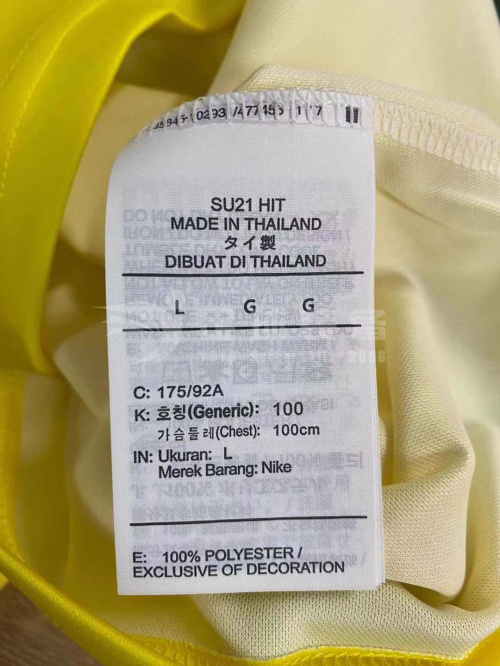 SU21 HIT
MADE IN THAILAND
タイ製
DIBUAT DI THAILAND
L G G
C: 175/92A
K: 호칭(Generic): 100
가슴둘레(Chest): 100cm
IN: Ukuran: L
Merek Barang: Nike
E: 100% POLYESTER /
EXCLUSIVE OF DECORATION